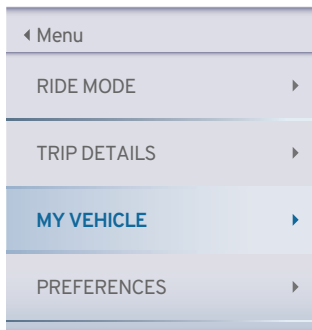 Menu
RIDE MODE
TRIP DETAILS
MY VEHICLE
PREFERENCES